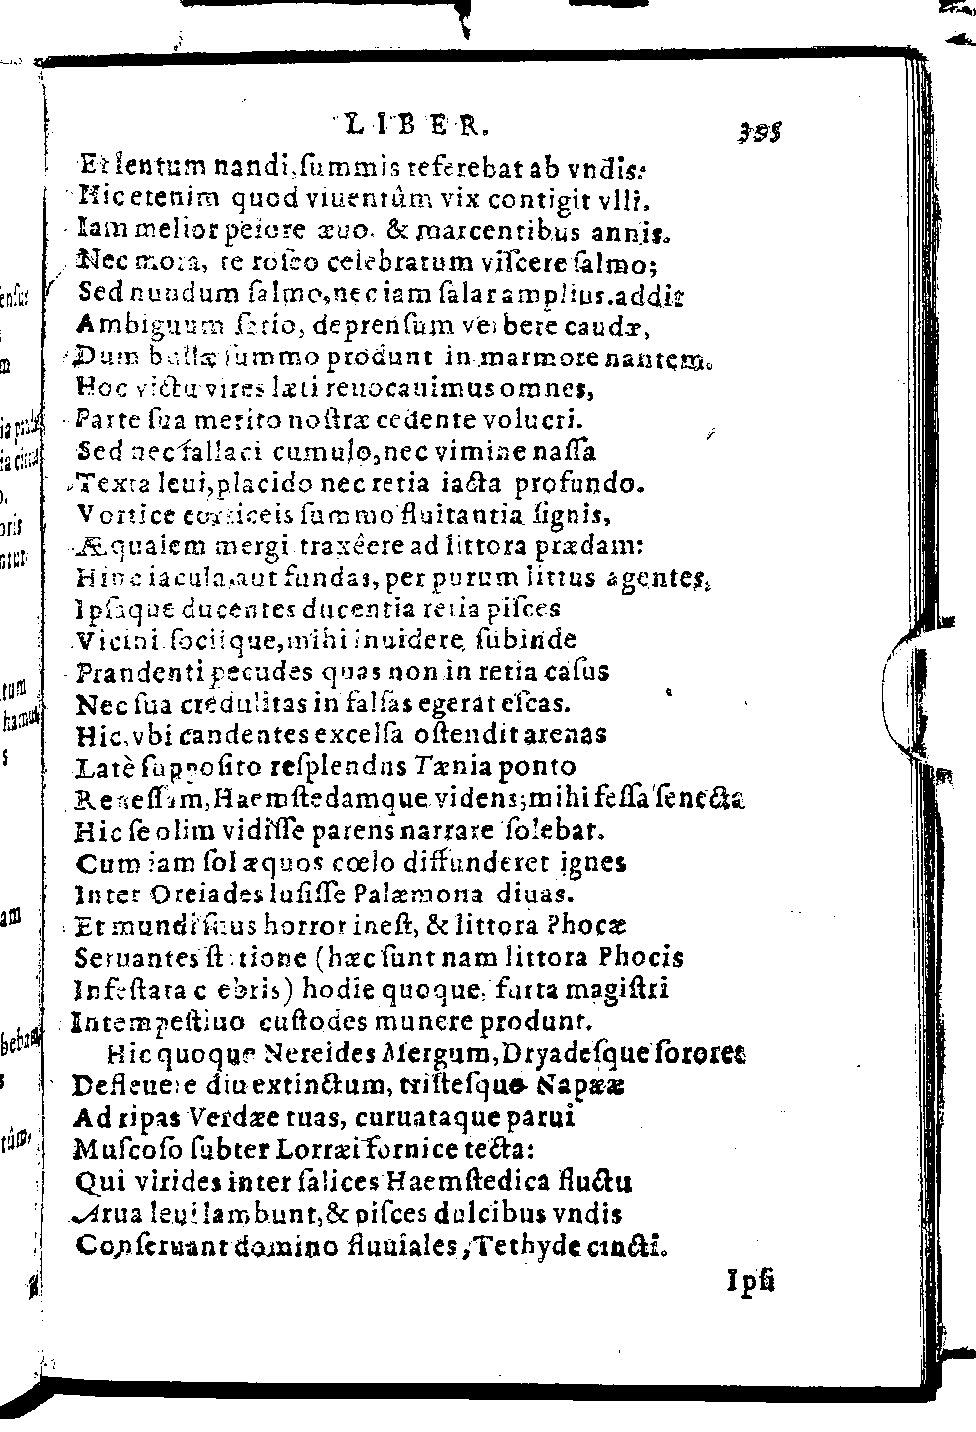 LIBER. 395
Et lentum nandi, ſummis referebat ab vndis:
Hic etenim quod viuentûm vix contigit vlli.
Iam melior peiore æuo. & marcentibus annis.
Nec mora, te roſeo celebratum viſcere ſalmo;
Sed nundum ſalmo, nec iam ſalar amplius. addit
Ambiguum ſario, deprenſum verbere caudæ,
Dum bullæ ſummo produnt in marmore nantem.
Hoc victu vires læti reuocauimus omnes,
Parte ſua merito noſtræ cedente volucri.
Sed nec fallaci cumulo, nec vimine naſſa
Texta leui, placido nec retia iacta profundo.
Vortice corticeis ſummo fluitantia ſignis,
Æqualem mergi traxêere ad littora prædam:
Hinc iacula, aut fundas, per purum littus agentes,
Ipſaque ducentes ducentia retia piſces
Vicini ſociique, mihi inuidere ſubinde
Prandenti pecudes quas non in retia caſus
Nec ſua credulitas in falſas egerat eſcas.
Hic, vbi candentes excelſa oſtendit arenas
Latè ſuppoſito reſplendus Tænia ponto
Reneſſam, Haemſtedamque videns; mihi feſſa ſenecta
Hic ſe olim vidiſſe parens narrare ſolebat.
Cum iam ſol æquos cœlo diffunderet ignes
Inter Oreiades luſiſſe Palæmona diuas.
Et mundi ſitus horror ineſt, & littora Phocæ
Seruantes ſtatione (hæc ſunt nam littora Phocis
Infeſtata crebris) hodie quoque, furta magiſtri
Intempeſtiuo cuſtodes munere produnt.
Hic quoque Nereides Mergum, Dryadeſque ſorores
Defleuere diu extinctum, triſteſque Napææ
Ad ripas Verdæe tuas, curuataque parui
Muſcoſo ſubter Lorræi fornice tecta:
Qui virides inter ſalices Haemſtedica fluctu
Arua leui lambunt, & piſces dulcibus vndis
Conſeruant domino fluuiales, Tethyde cincti.
Ipſi